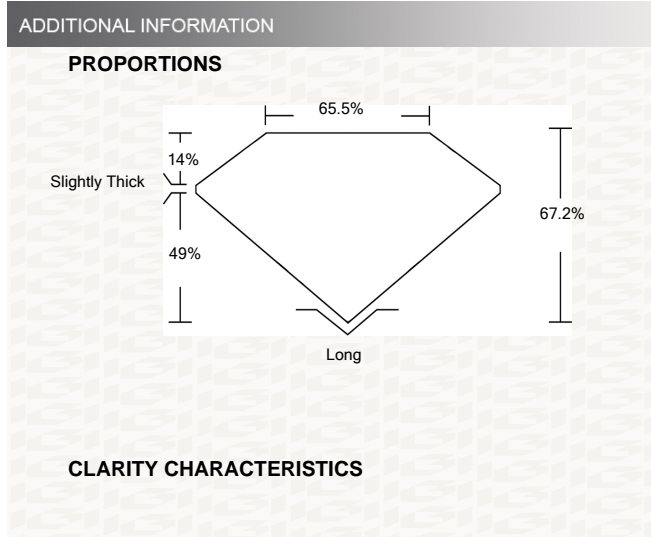 ADDITIONAL INFORMATION
PROPORTIONS
65.5%
14%
Slightly Thick
67.2%
49%
Long
CLARITY CHARACTERISTICS